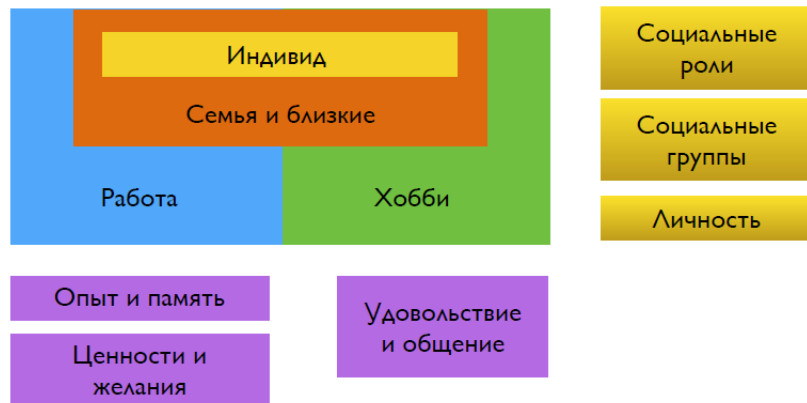 Индивид
Семья и близкие
Работа
Хобби
Социальные
роли
Социальные
группы
Личность
Опыт и память
Ценности и
желания
Удовольствие
и общение